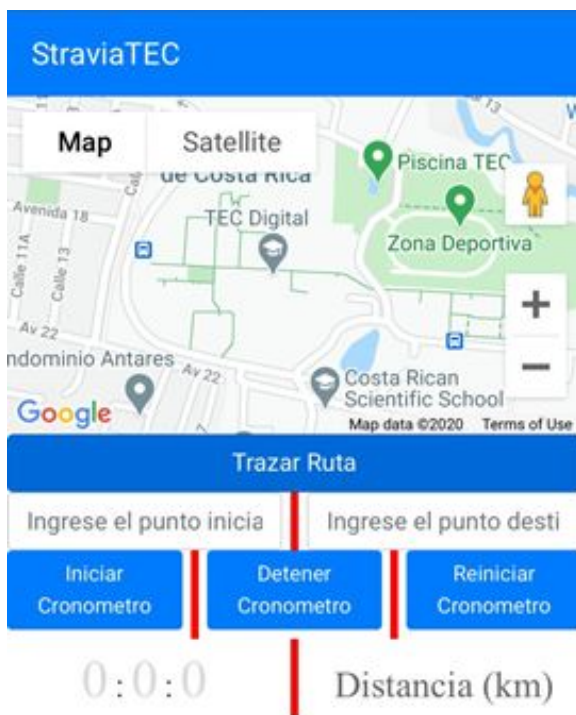 StraviaTEC
Map
Satellite
13
de Costa Rica
Piscina TEC
Avenida 18
TEC Digital
Zona Deportiva
Calle 11A
Calle 13
Av 22
ndominio Antares
Av 22
Costa Rican
Scientific School
Google
Map data ©2020 Terms of Use
Trazar Ruta
Ingrese el punto inicia
Ingrese el punto desti
Iniciar
Cronometro
Detener
Cronometro
Reiniciar
Cronometro
0:0:0
Distancia (km)